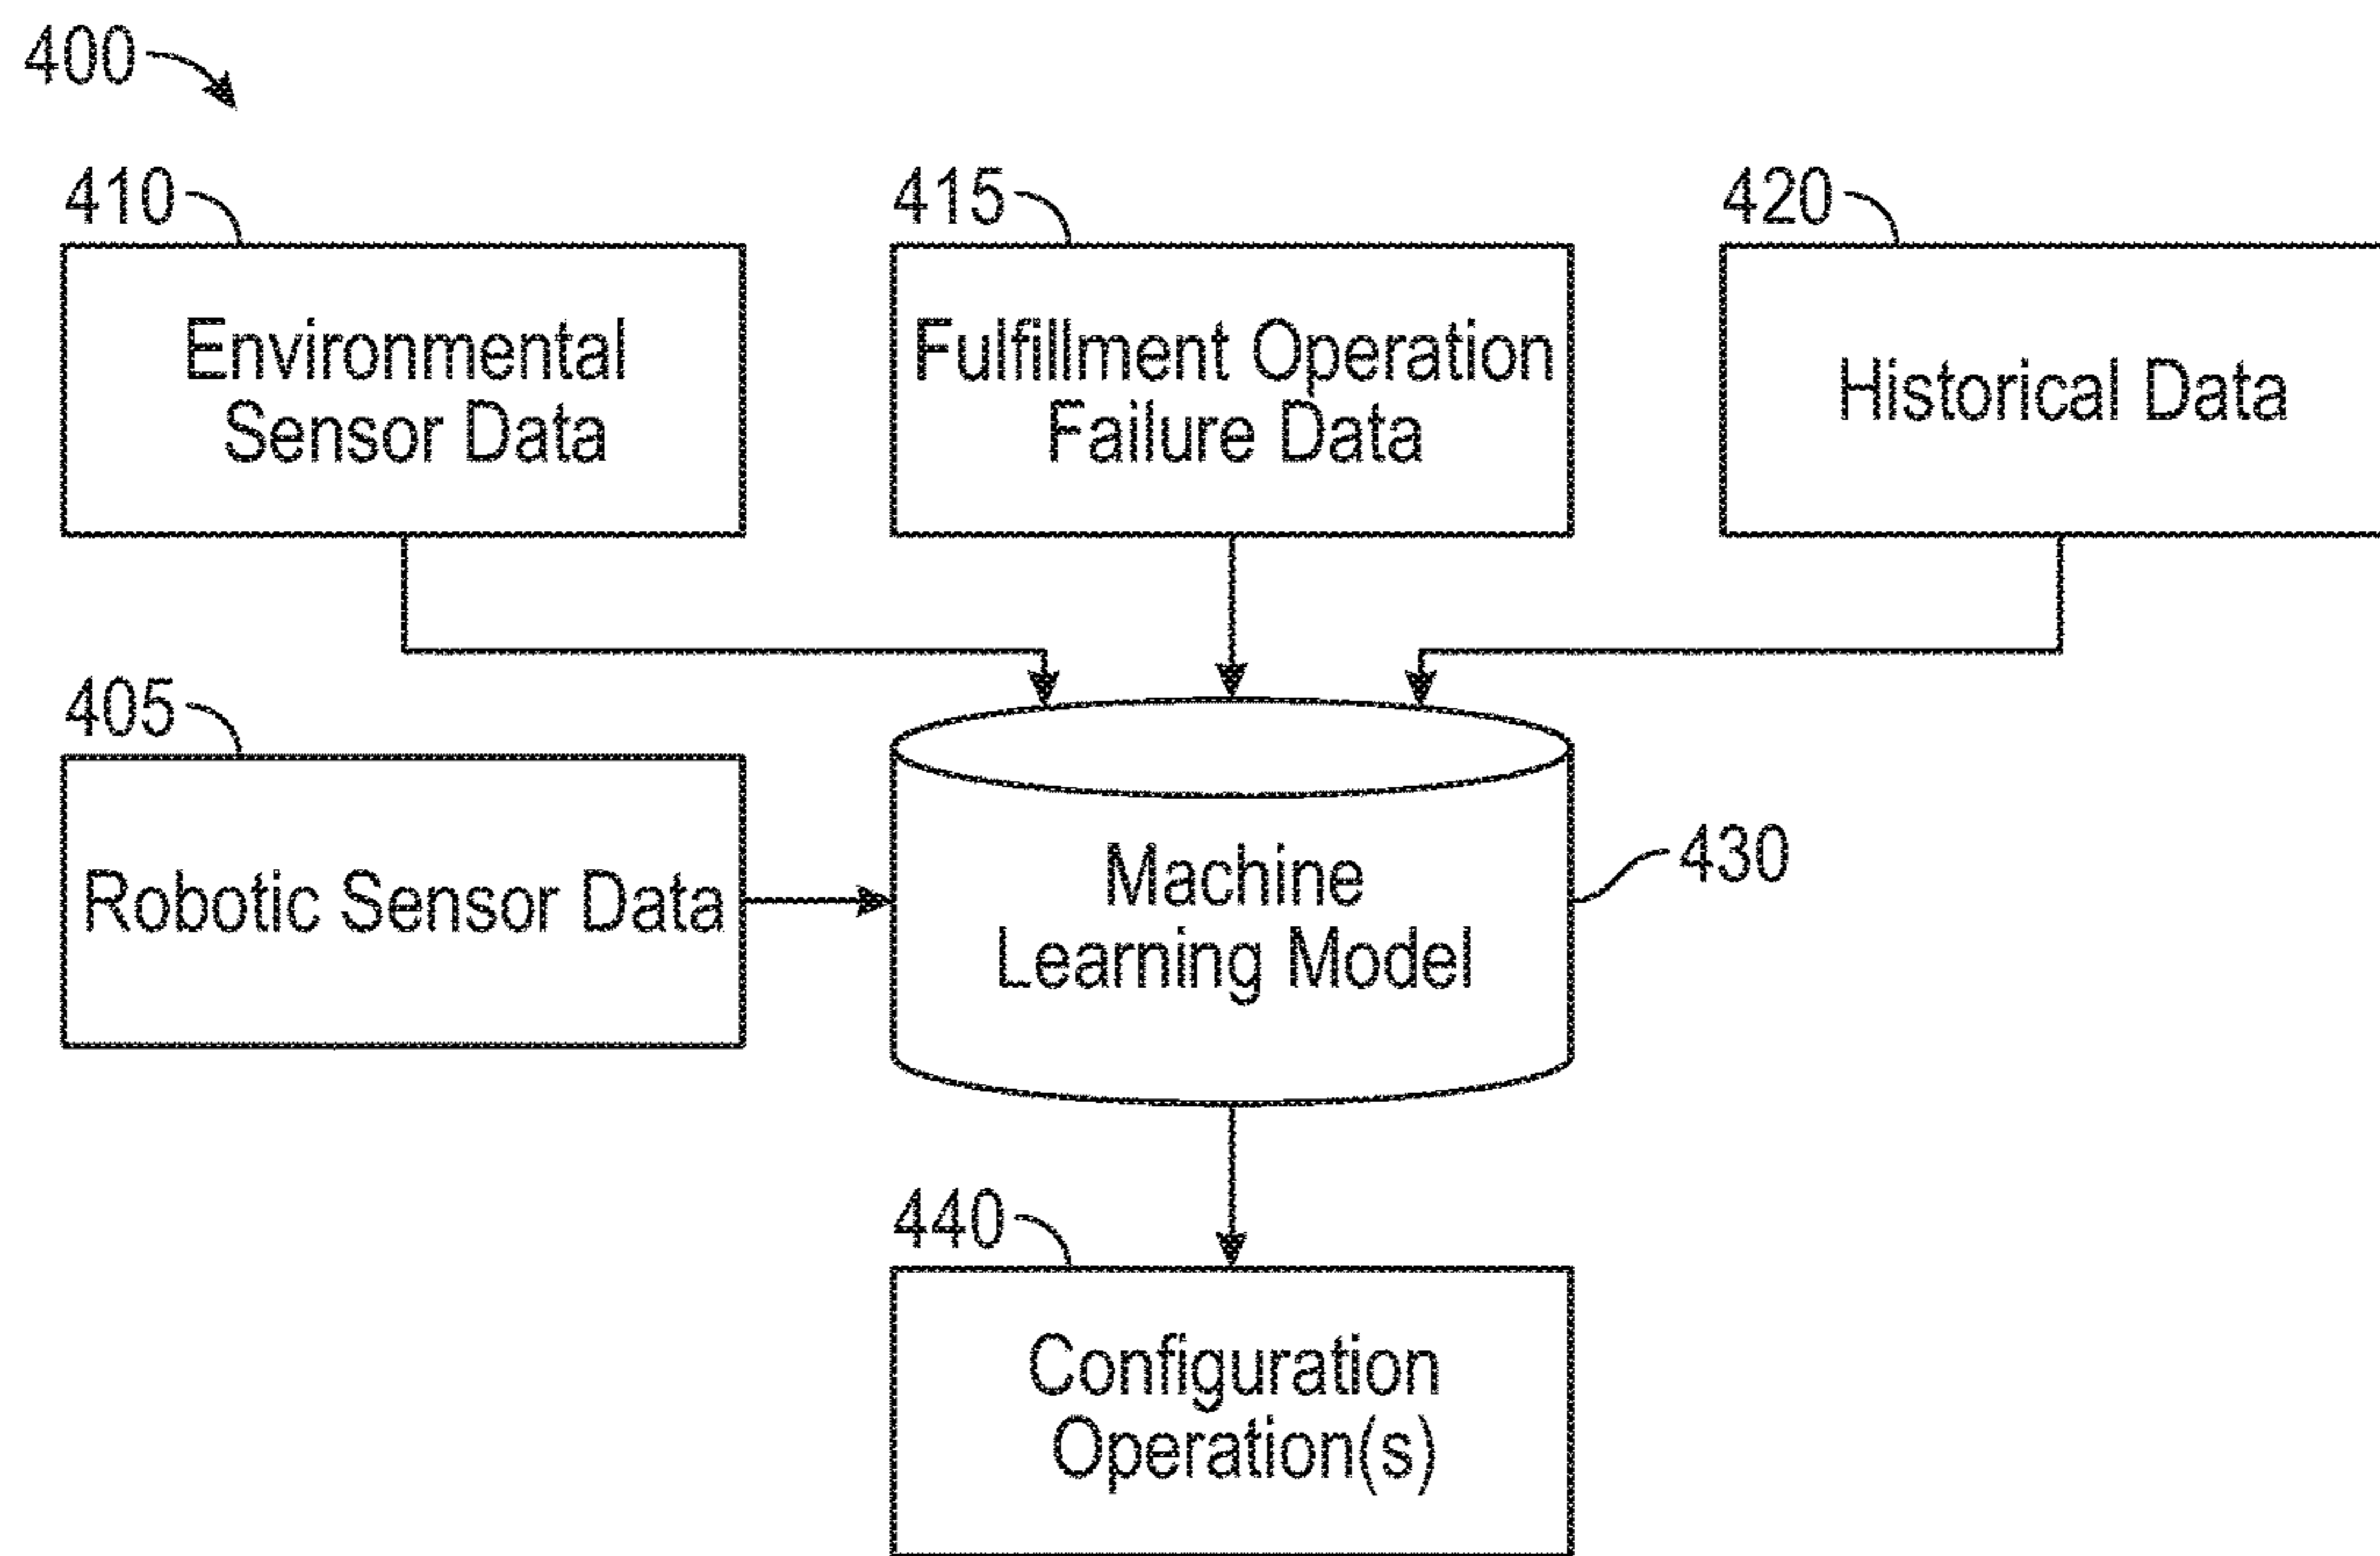 400
410
Environmental
Sensor Data
415
Fulfillment Operation
Failure Data
420
Historical Data
405
Robotic Sensor Data
Machine
Learning Model
430
440
Configuration
Operation(s)